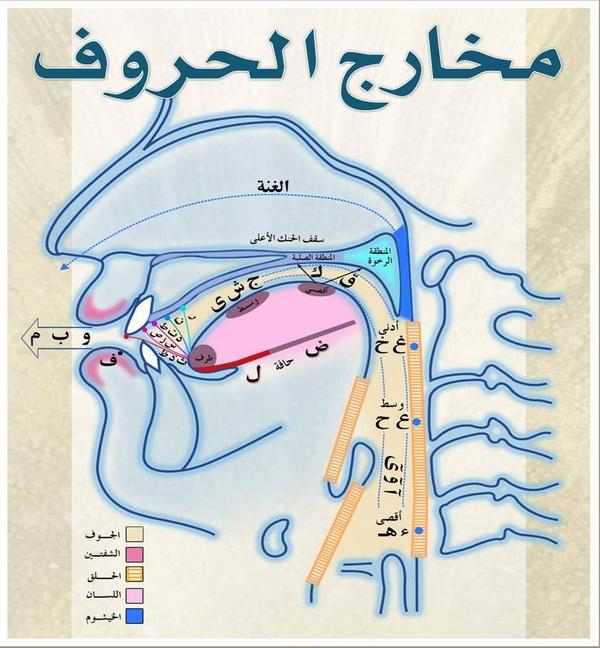 مخارج الحروف
الغنة
سقف الحنك الأعلى
المنطقة الصلبة
المنطقة
الرخوة
ق
ك
أقصى
ج ش ي
وسط
طرف
ض
حافة
ل
و ب م
ف
أدنى
غ خ
وسط
ع ح
ا و ي
أقصى
ء ه
الجوف
الشفتين
الحلق
اللسان
الخيشوم